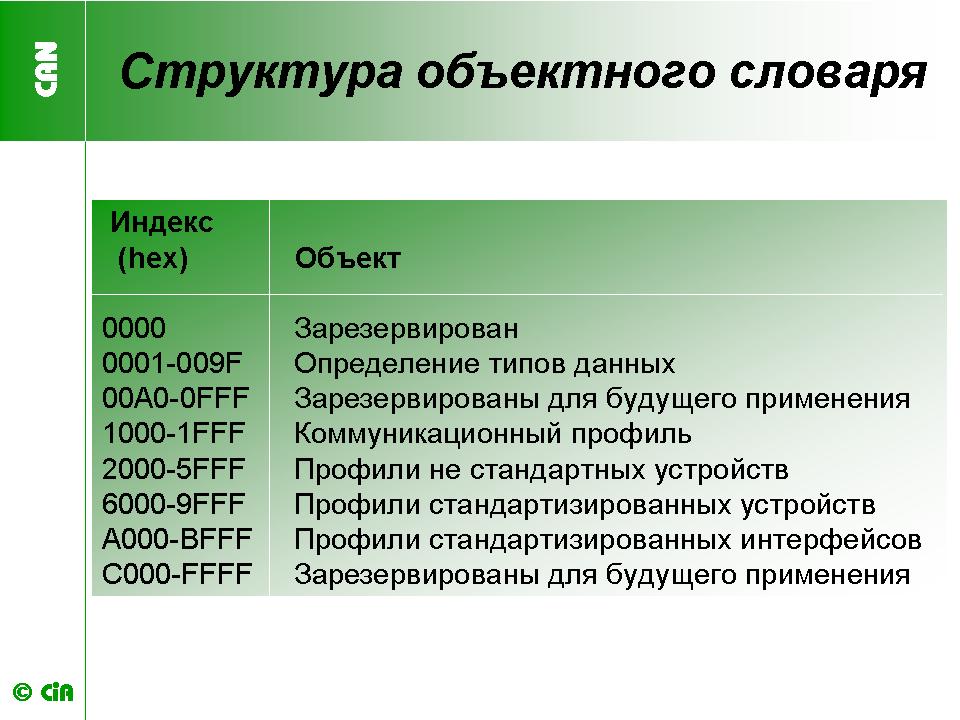 CAN
Структура объектного словаря
Индекс
(hex) Объект
0000 Зарезервирован
0001-009F Определение типов данных
00A0-0FFF Зарезервированы для будущего применения
1000-1FFF Коммуникационный профиль
2000-5FFF Профили не стандартных устройств
6000-9FFF Профили стандартизированных устройств
A000-BFFF Профили стандартизированных интерфейсов
C000-FFFF Зарезервированы для будущего применения
© CiA